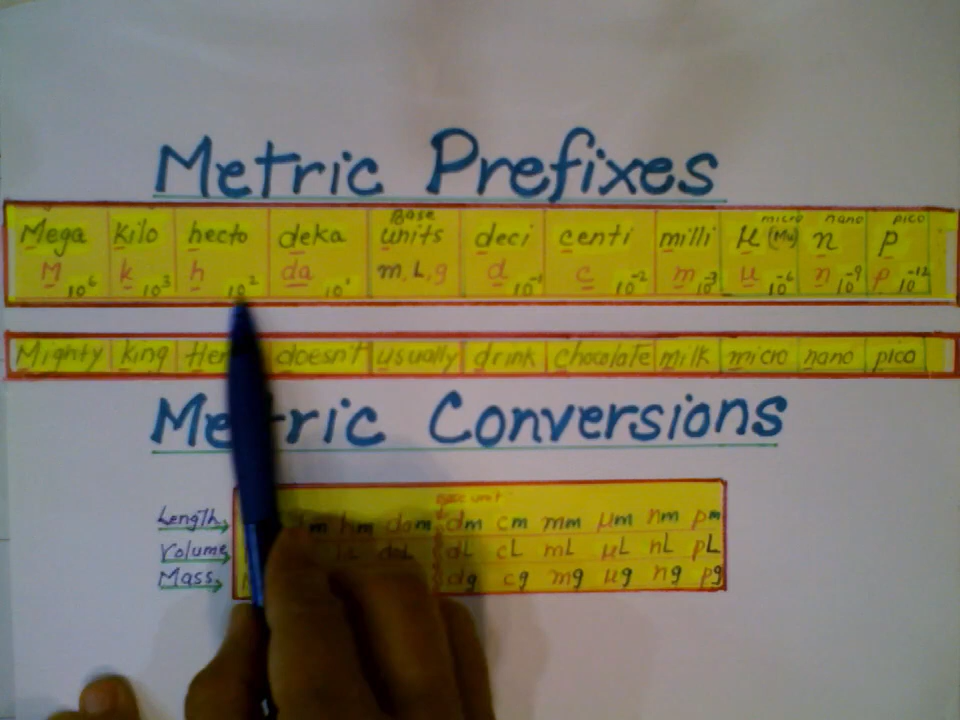 Metric Prefixes
micro nano pico
Mega kilo hecto deka Base units deci centi milli μ (Mu) n p
M 10⁶ k 10³ h 10² da 10¹ m, L, g d 10⁻¹ c 10⁻² m 10⁻³ μ 10⁻⁶ n 10⁻⁹ p 10⁻¹²
Mighty king doesn't usually drink chocolate milk micro nano pico
Metric Conversions
Base unit
Length hm dam dm cm mm μm nm pm
Volume daL dL cL mL μL nL pL
Mass dg cg mg μg ng pg